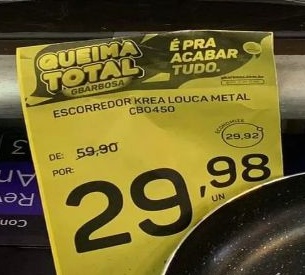 QUEIMA
TOTAL
GBARBOSA
É PRA
ACABAR
TUDO.
ESCORREDOR KREA LOUCA METAL
CB0450
ECONOMIZE
29,92
DE: 59,90
POR:
29,98
UN